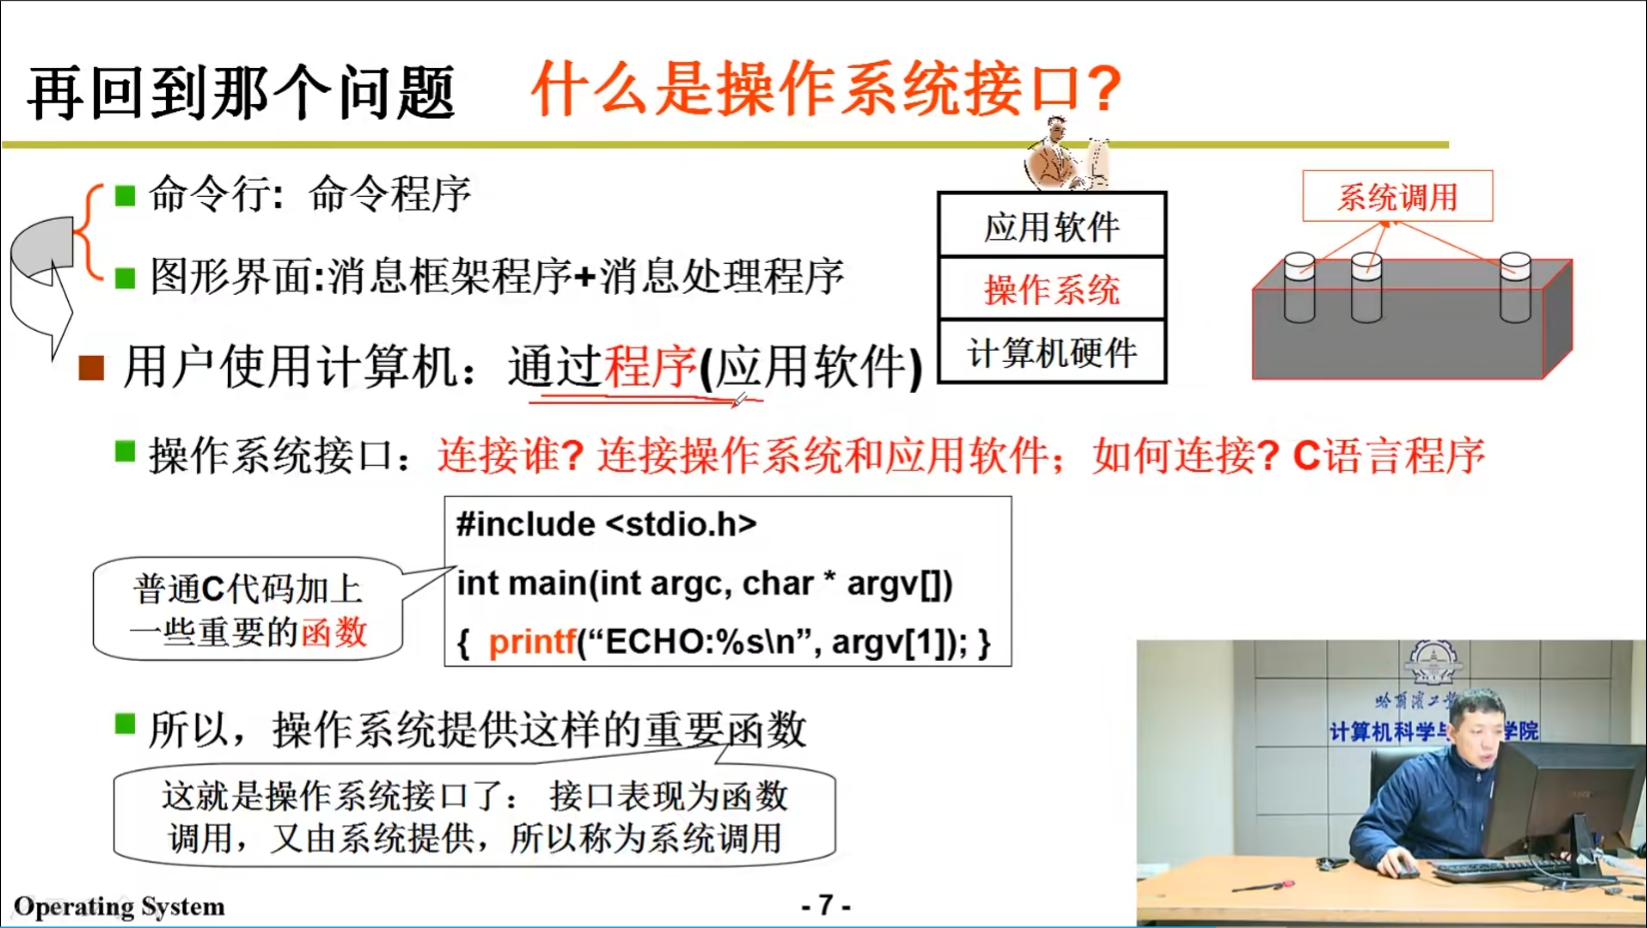 再回到那个问题 什么是操作系统接口?
命令行: 命令程序
图形界面:消息框架程序+消息处理程序
应用软件
操作系统
计算机硬件
系统调用
用户使用计算机：通过程序(应用软件)
操作系统接口：连接谁? 连接操作系统和应用软件；如何连接? C语言程序
#include <stdio.h>
int main(int argc, char * argv[])
{ printf(“ECHO:%s\n”, argv[1]); }
普通C代码加上
一些重要的函数
所以，操作系统提供这样的重要函数
这就是操作系统接口了： 接口表现为函数
调用，又由系统提供，所以称为系统调用
哈爾濱工
计算机科学与 学院
Operating System
- 7 -